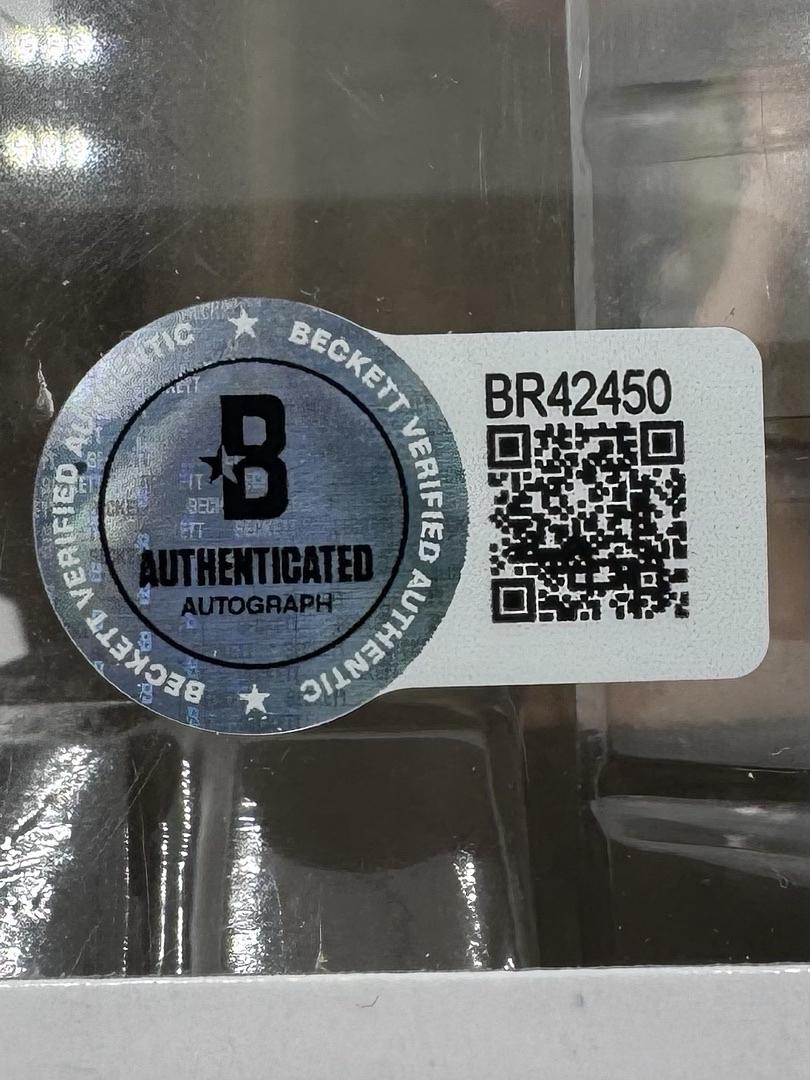 BECKETT VERIFIED AUTHENTIC
BECKETT VERIFIED AUTHENTIC
B
AUTHENTICATED
AUTOGRAPH
BR42450